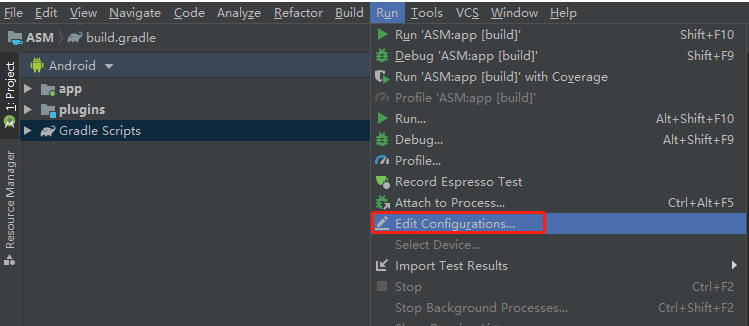 File Edit View Navigate Code Analyze Refactor Build Run Tools VCS Window Help
ASM build.gradle
1: Project
Resource Manager
Android
app
plugins
Gradle Scripts
Run 'ASM:app [build]' Shift+F10
Debug 'ASM:app [build]' Shift+F9
Run 'ASM:app [build]' with Coverage
Profile 'ASM:app [build]'
Run... Alt+Shift+F10
Debug... Alt+Shift+F9
Profile...
Record Espresso Test
Attach to Process... Ctrl+Alt+F5
Edit Configurations...
Select Device...
Import Test Results
Stop Ctrl+F2
Stop Background Processes... Ctrl+Shift+F2